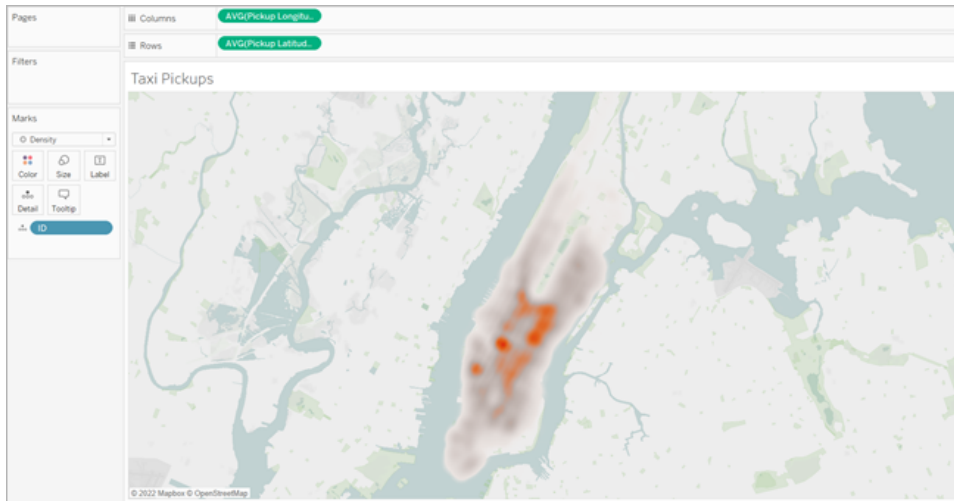 Pages
Columns
AVG(Pickup Longitu..
Rows
AVG(Pickup Latitud..
Filters
Taxi Pickups
Marks
Density
Color
Size
Label
Detail
Tooltip
ID
© 2022 Mapbox © OpenStreetMap